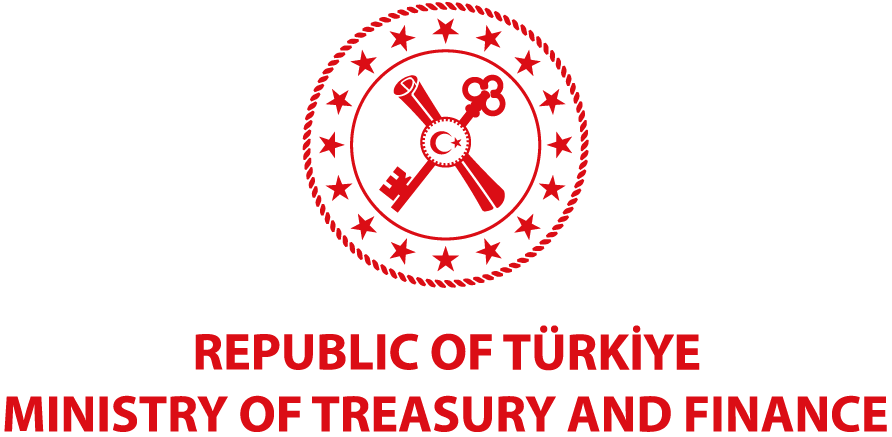 REPUBLIC OF TÜRKİYE
MINISTRY OF TREASURY AND FINANCE